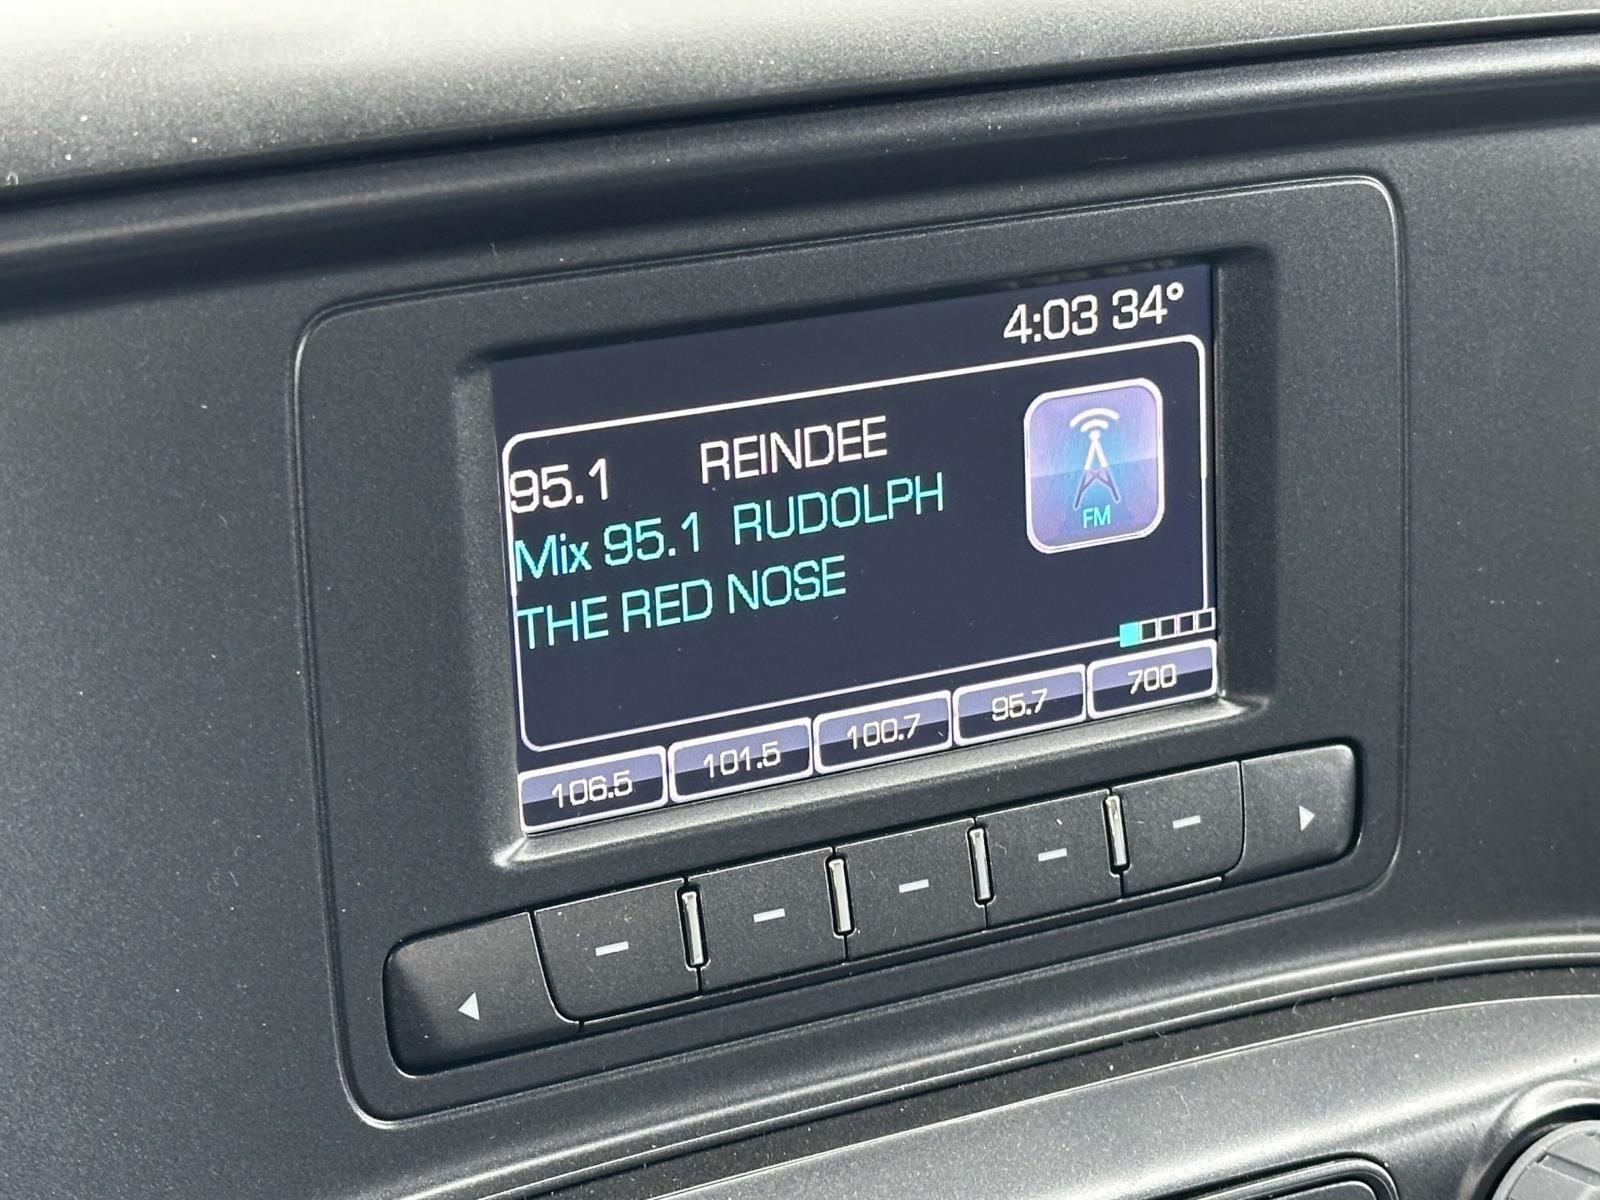 4:03 34°
95.1 REINDEE
Mix 95.1 RUDOLPH
THE RED NOSE
FM
106.5 101.5 100.7 95.7 700